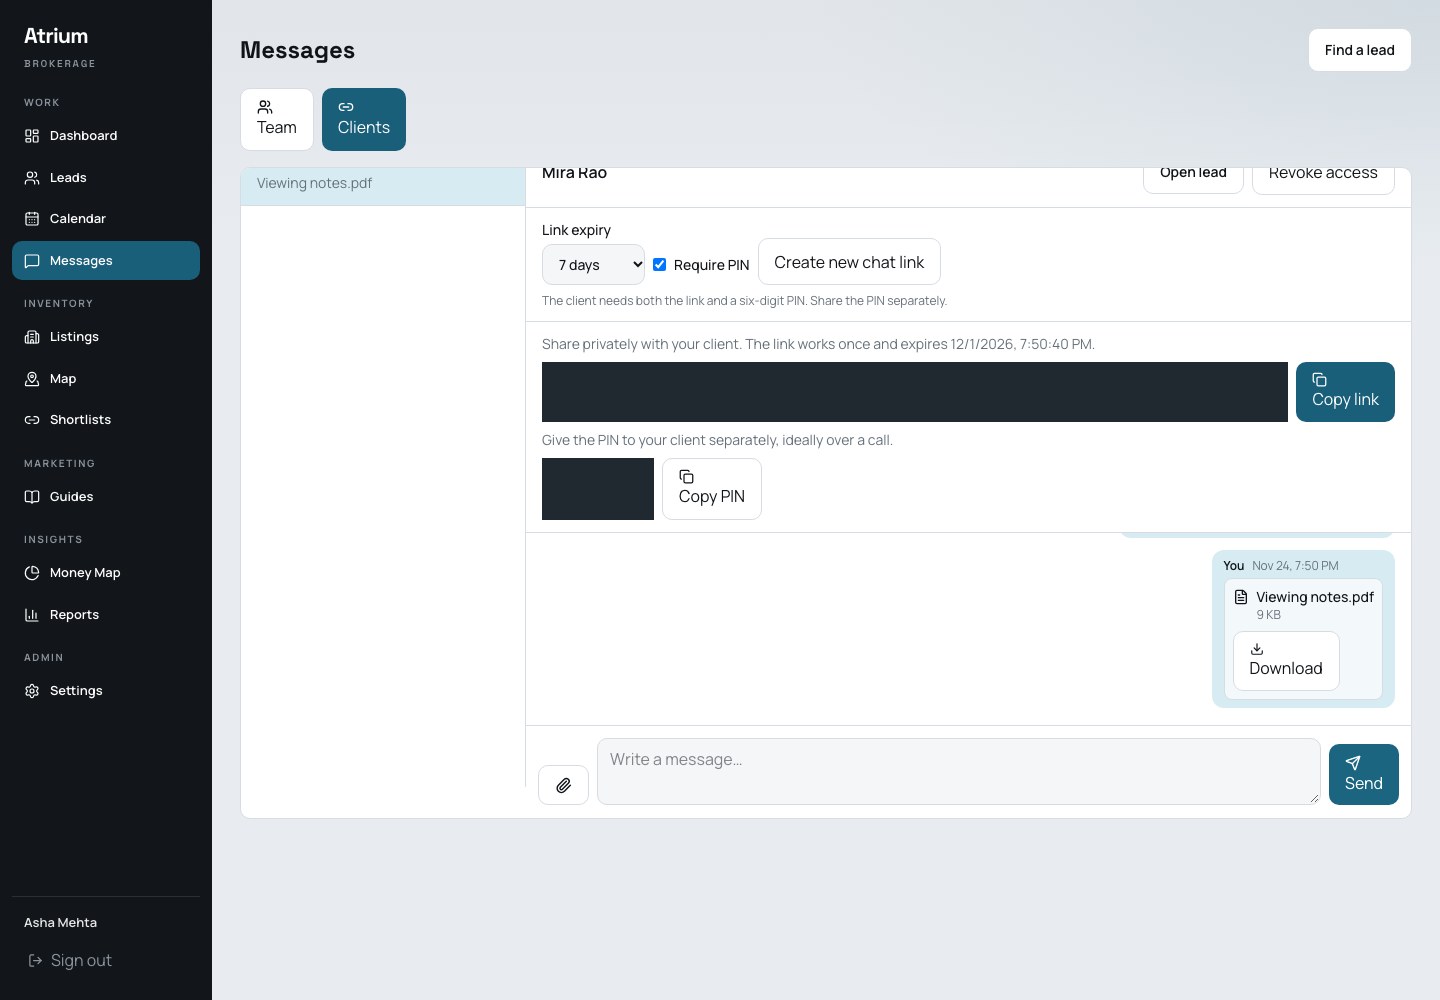 Atrium
BROKERAGE
WORK
Dashboard
Leads
Calendar
Messages
INVENTORY
Listings
Map
Shortlists
MARKETING
Guides
INSIGHTS
Money Map
Reports
ADMIN
Settings
Asha Mehta
Sign out
Messages
Find a lead
Team
Clients
Viewing notes.pdf
Mira Rao
Open lead
Revoke access
Link expiry
7 days
Require PIN
Create new chat link
The client needs both the link and a six-digit PIN. Share the PIN separately.
Share privately with your client. The link works once and expires 12/1/2026, 7:50:40 PM.
Copy link
Give the PIN to your client separately, ideally over a call.
Copy PIN
You Nov 24, 7:50 PM
Viewing notes.pdf
9 KB
Download
Write a message…
Send